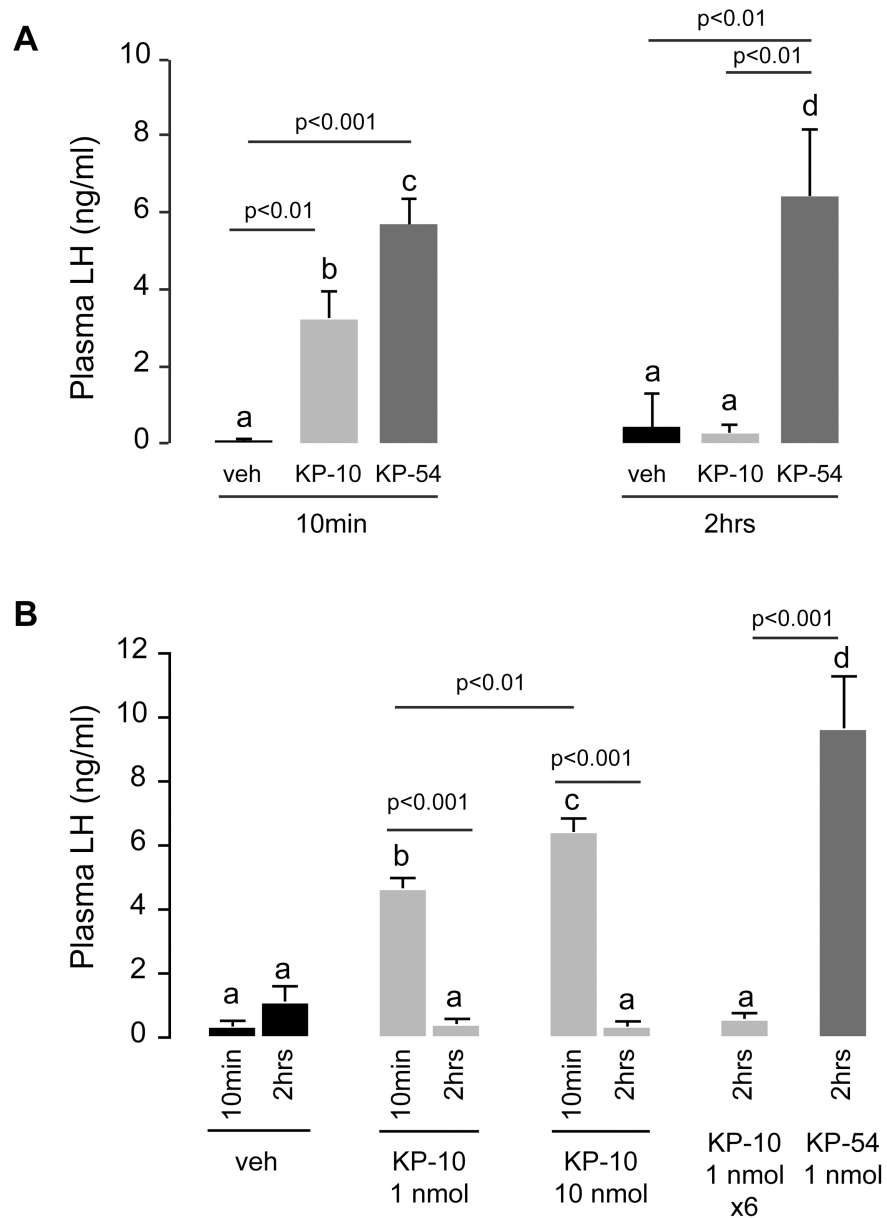 A
Plasma LH (ng/ml)
10
8
6
4
2
0
p<0.001
p<0.01
a
b
c
p<0.01
p<0.01
a
a
d
veh KP-10 KP-54
10min
veh KP-10 KP-54
2hrs
B
Plasma LH (ng/ml)
12
10
8
6
4
2
0
p<0.01
p<0.001
p<0.001
p<0.001
a
a
b
a
c
a
a
d
10min
2hrs
10min
2hrs
10min
2hrs
2hrs
2hrs
veh
KP-10
1 nmol
KP-10
10 nmol
KP-10
1 nmol
x6
KP-54
1 nmol